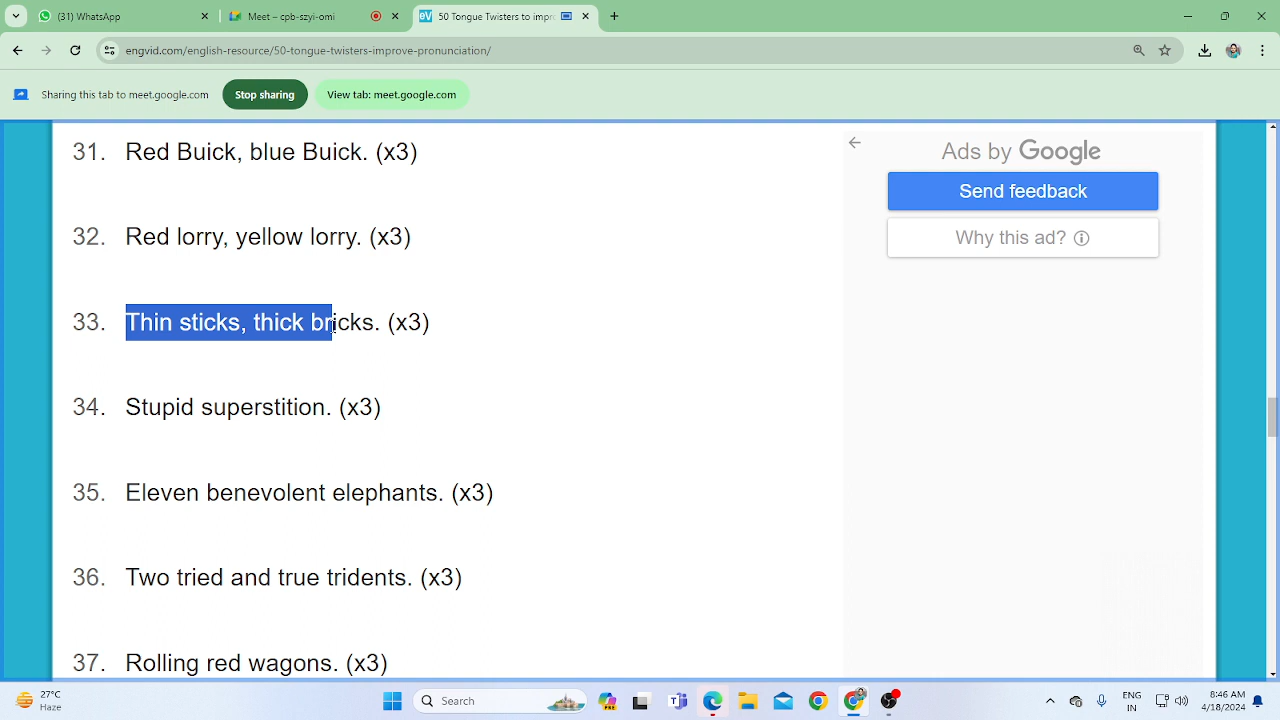 (31) WhatsApp
Meet – cpb-szyi-omi
50 Tongue Twisters to impr
engvid.com/english-resource/50-tongue-twisters-improve-pronunciation/
Sharing this tab to meet.google.com
Stop sharing
View tab: meet.google.com
31. Red Buick, blue Buick. (x3)
32. Red lorry, yellow lorry. (x3)
33. Thin sticks, thick bricks. (x3)
34. Stupid superstition. (x3)
35. Eleven benevolent elephants. (x3)
36. Two tried and true tridents. (x3)
37. Rolling red wagons. (x3)
Ads by Google
Send feedback
Why this ad?
27°C
Haze
Search
PRE
ENG
IN
8:46 AM
4/18/2024